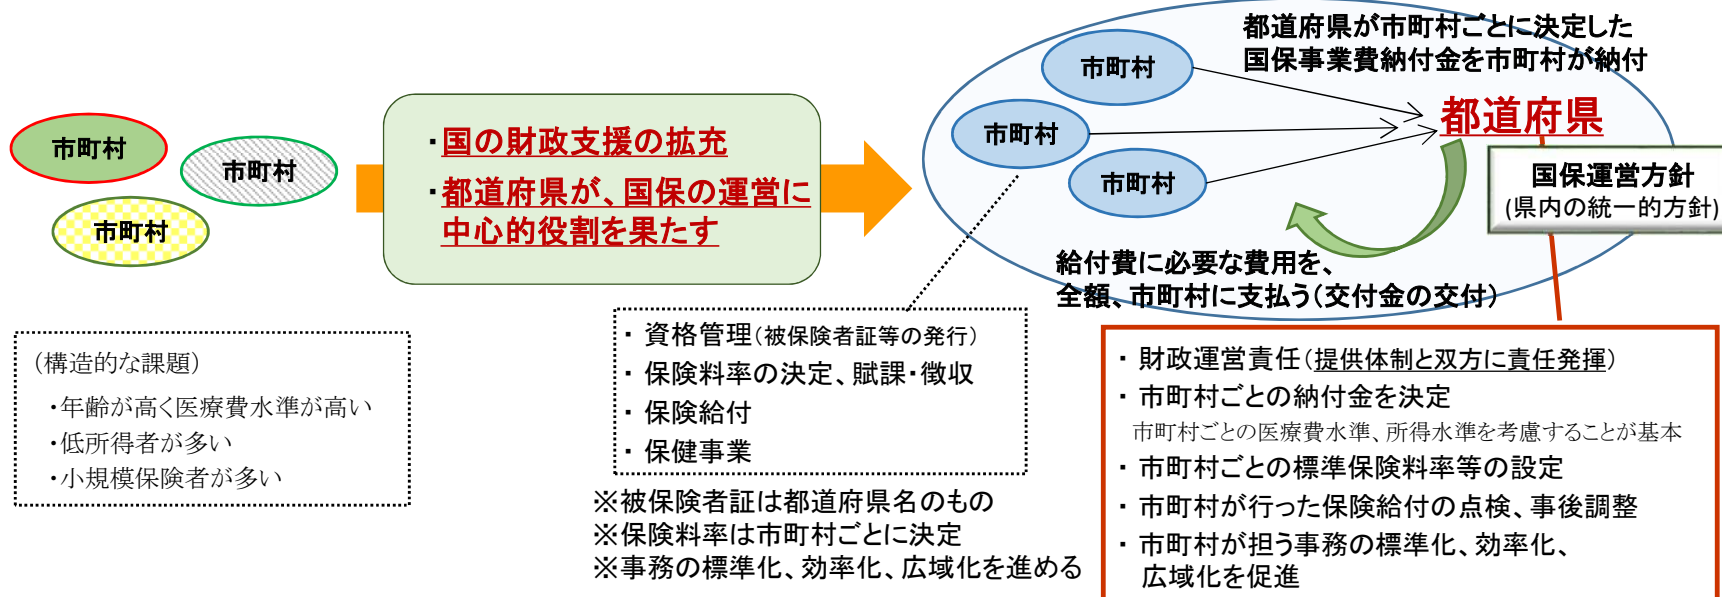 市町村
市町村
市町村
・国の財政支援の拡充
・都道府県が、国保の運営に
中心的役割を果たす
(構造的な課題)
・年齢が高く医療費水準が高い
・低所得者が多い
・小規模保険者が多い
都道府県が市町村ごとに決定した
国保事業費納付金を市町村が納付
市町村
市町村
市町村
都道府県
国保運営方針
(県内の統一的方針)
給付費に必要な費用を、
全額、市町村に支払う(交付金の交付)
・ 資格管理(被保険者証等の発行)
・ 保険料率の決定、賦課・徴収
・ 保険給付
・ 保健事業
※被保険者証は都道府県名のもの
※保険料率は市町村ごとに決定
※事務の標準化、効率化、広域化を進める
・ 財政運営責任(提供体制と双方に責任発揮)
・ 市町村ごとの納付金を決定
市町村ごとの医療費水準、所得水準を考慮することが基本
・ 市町村ごとの標準保険料率等の設定
・ 市町村が行った保険給付の点検、事後調整
・ 市町村が担う事務の標準化、効率化、
広域化を促進